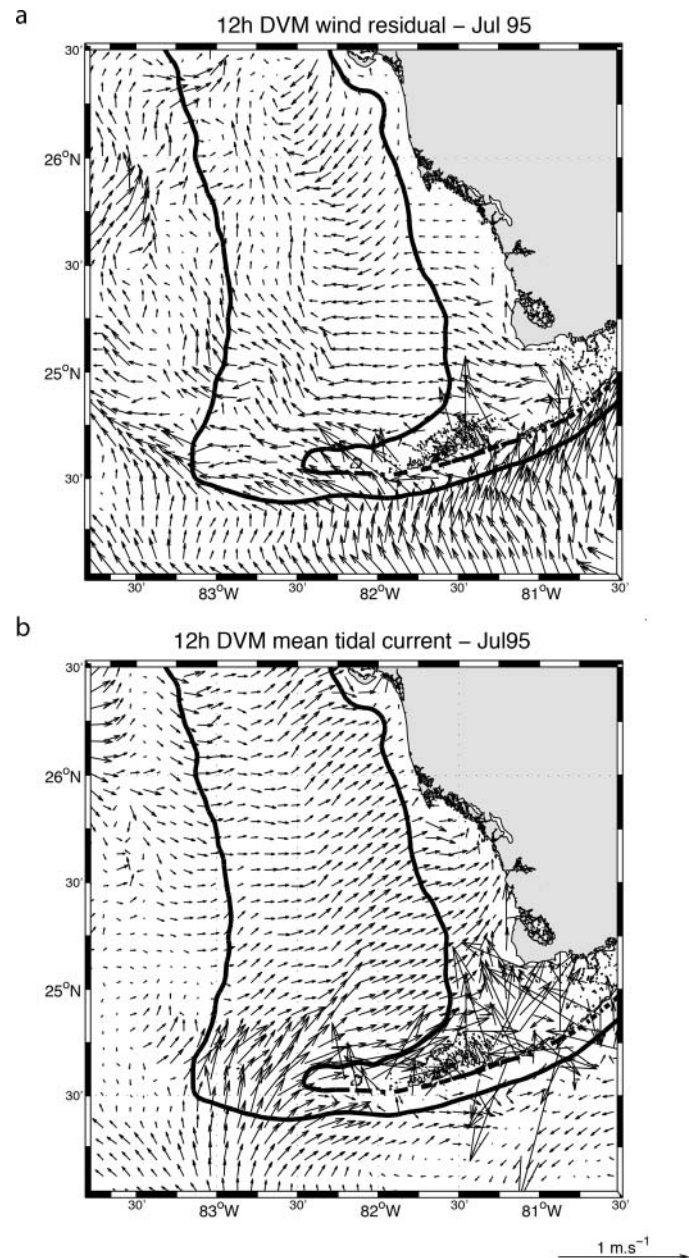 a
12h DVM wind residual – Jul 95
30'
26°N
30'
25°N
30'
30'
83°W
30'
82°W
30'
81°W
30'
b
12h DVM mean tidal current – Jul95
30'
26°N
30'
25°N
30'
30'
83°W
30'
82°W
30'
81°W
30'
1 m.s⁻¹